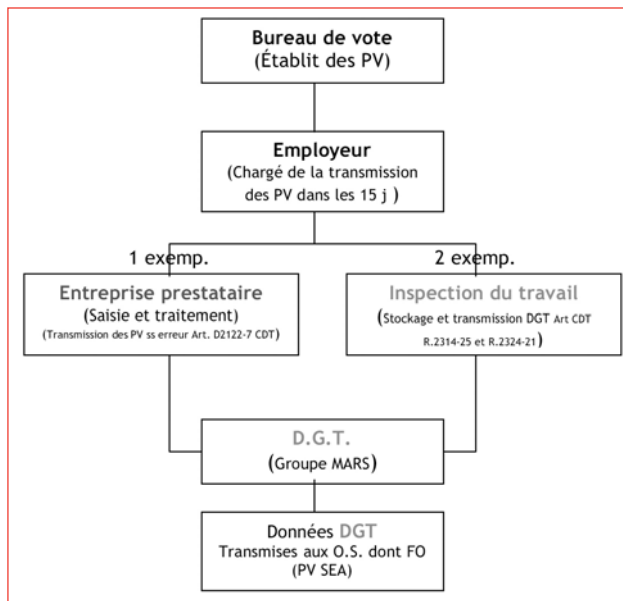 Bureau de vote
(Établit des PV)
Employeur
(Chargé de la transmission
des PV dans les 15 j )
1 exemp.
2 exemp.
Entreprise prestataire
(Saisie et traitement)
(Transmission des PV ss erreur Art. D2122-7 CDT)
Inspection du travail
(Stockage et transmission DGT Art CDT
R.2314-25 et R.2324-21)
D.G.T.
(Groupe MARS)
Données DGT
Transmises aux O.S. dont FO
(PV SEA)